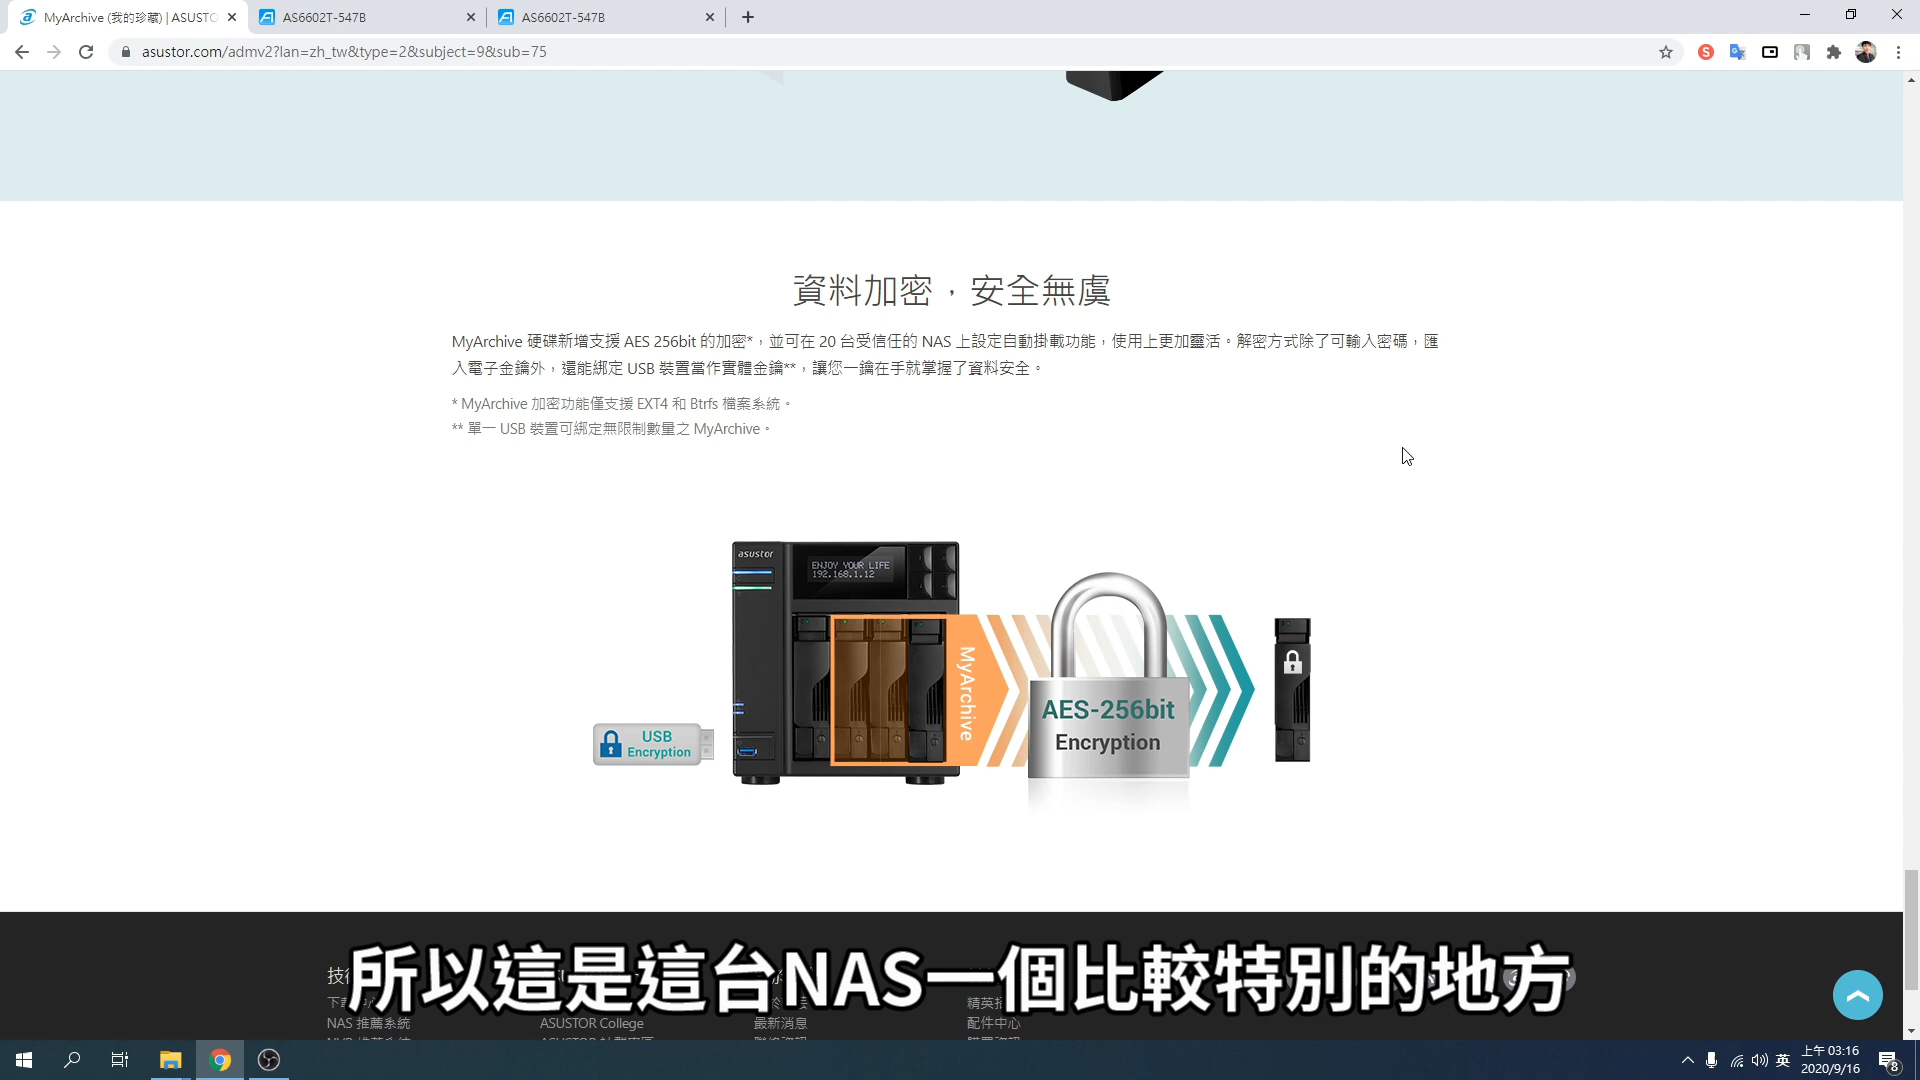 MyArchive (我的珍藏) | ASUSTO
AS6602T-547B
AS6602T-547B
asustor.com/admv2?lan=zh_tw&type=2&subject=9&sub=75
資料加密，安全無虞
MyArchive 硬碟新增支援 AES 256bit 的加密*，並可在 20 台受信任的 NAS 上設定自動掛載功能，使用上更加靈活。解密方式除了可輸入密碼，匯
入電子金鑰外，還能綁定 USB 裝置當作實體金鑰**，讓您一鑰在手就掌握了資料安全。
* MyArchive 加密功能僅支援 EXT4 和 Btrfs 檔案系統。
** 單一 USB 裝置可綁定無限制數量之 MyArchive。
asustor
ENJOY YOUR LIFE
192.168.1.12
MyArchive
AES-256bit
Encryption
USB
Encryption
所以這是這台NAS一個比較特別的地方
NAS 推薦系統
ASUSTOR College
最新消息
配件中心
英
上午 03:16
2020/9/16
8